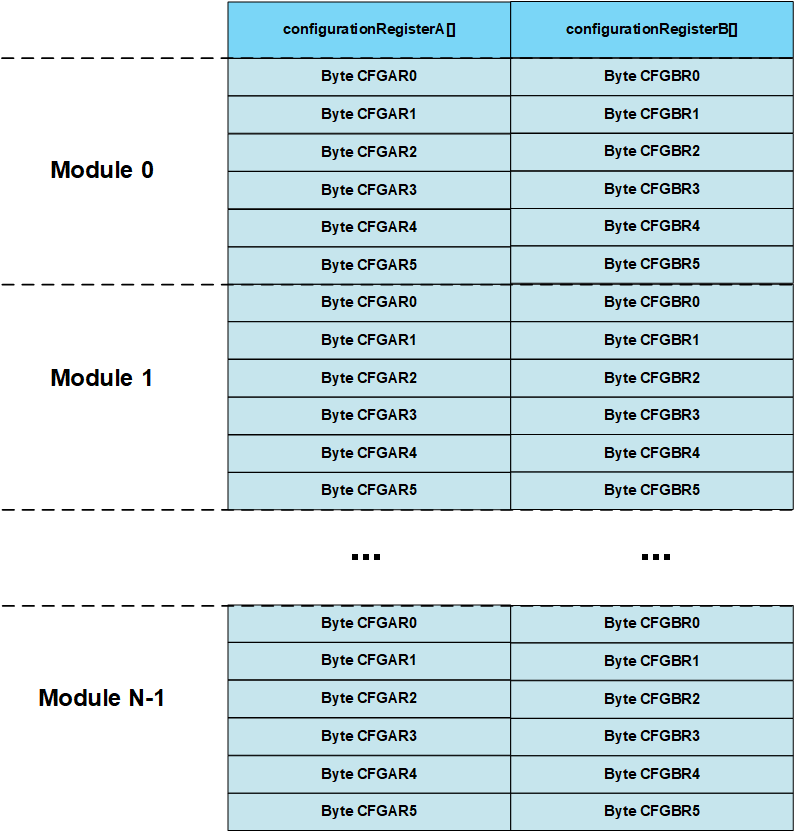 configurationRegisterA[] configurationRegisterB[]
Byte CFGAR0 Byte CFGBR0
Byte CFGAR1 Byte CFGBR1
Byte CFGAR2 Byte CFGBR2
Module 0
Byte CFGAR3 Byte CFGBR3
Byte CFGAR4 Byte CFGBR4
Byte CFGAR5 Byte CFGBR5
Byte CFGAR0 Byte CFGBR0
Byte CFGAR1 Byte CFGBR1
Module 1 Byte CFGAR2 Byte CFGBR2
Byte CFGAR3 Byte CFGBR3
Byte CFGAR4 Byte CFGBR4
Byte CFGAR5 Byte CFGBR5
... ...
Byte CFGAR0 Byte CFGBR0
Byte CFGAR1 Byte CFGBR1
Module N-1 Byte CFGAR2 Byte CFGBR2
Byte CFGAR3 Byte CFGBR3
Byte CFGAR4 Byte CFGBR4
Byte CFGAR5 Byte CFGBR5